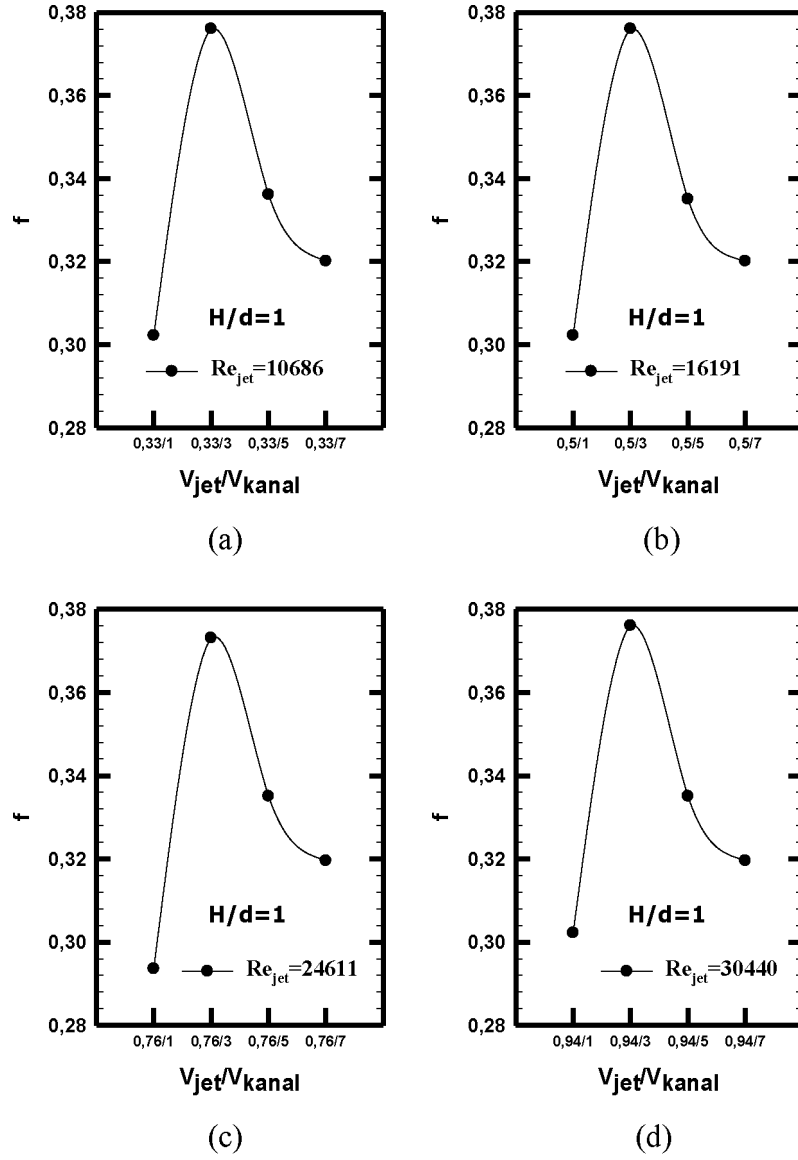 0,38
0,36
0,34
0,32
0,30
0,28
f
H/d=1
Re_jet=10686
0,33/1 0,33/3 0,33/5 0,33/7
V_jet/V_kanal
(a)
0,38
0,36
0,34
0,32
0,30
0,28
f
H/d=1
Re_jet=16191
0,5/1 0,5/3 0,5/5 0,5/7
V_jet/V_kanal
(b)
0,38
0,36
0,34
0,32
0,30
0,28
f
H/d=1
Re_jet=24611
0,76/1 0,76/3 0,76/5 0,76/7
V_jet/V_kanal
(c)
0,38
0,36
0,34
0,32
0,30
0,28
f
H/d=1
Re_jet=30440
0,94/1 0,94/3 0,94/5 0,94/7
V_jet/V_kanal
(d)